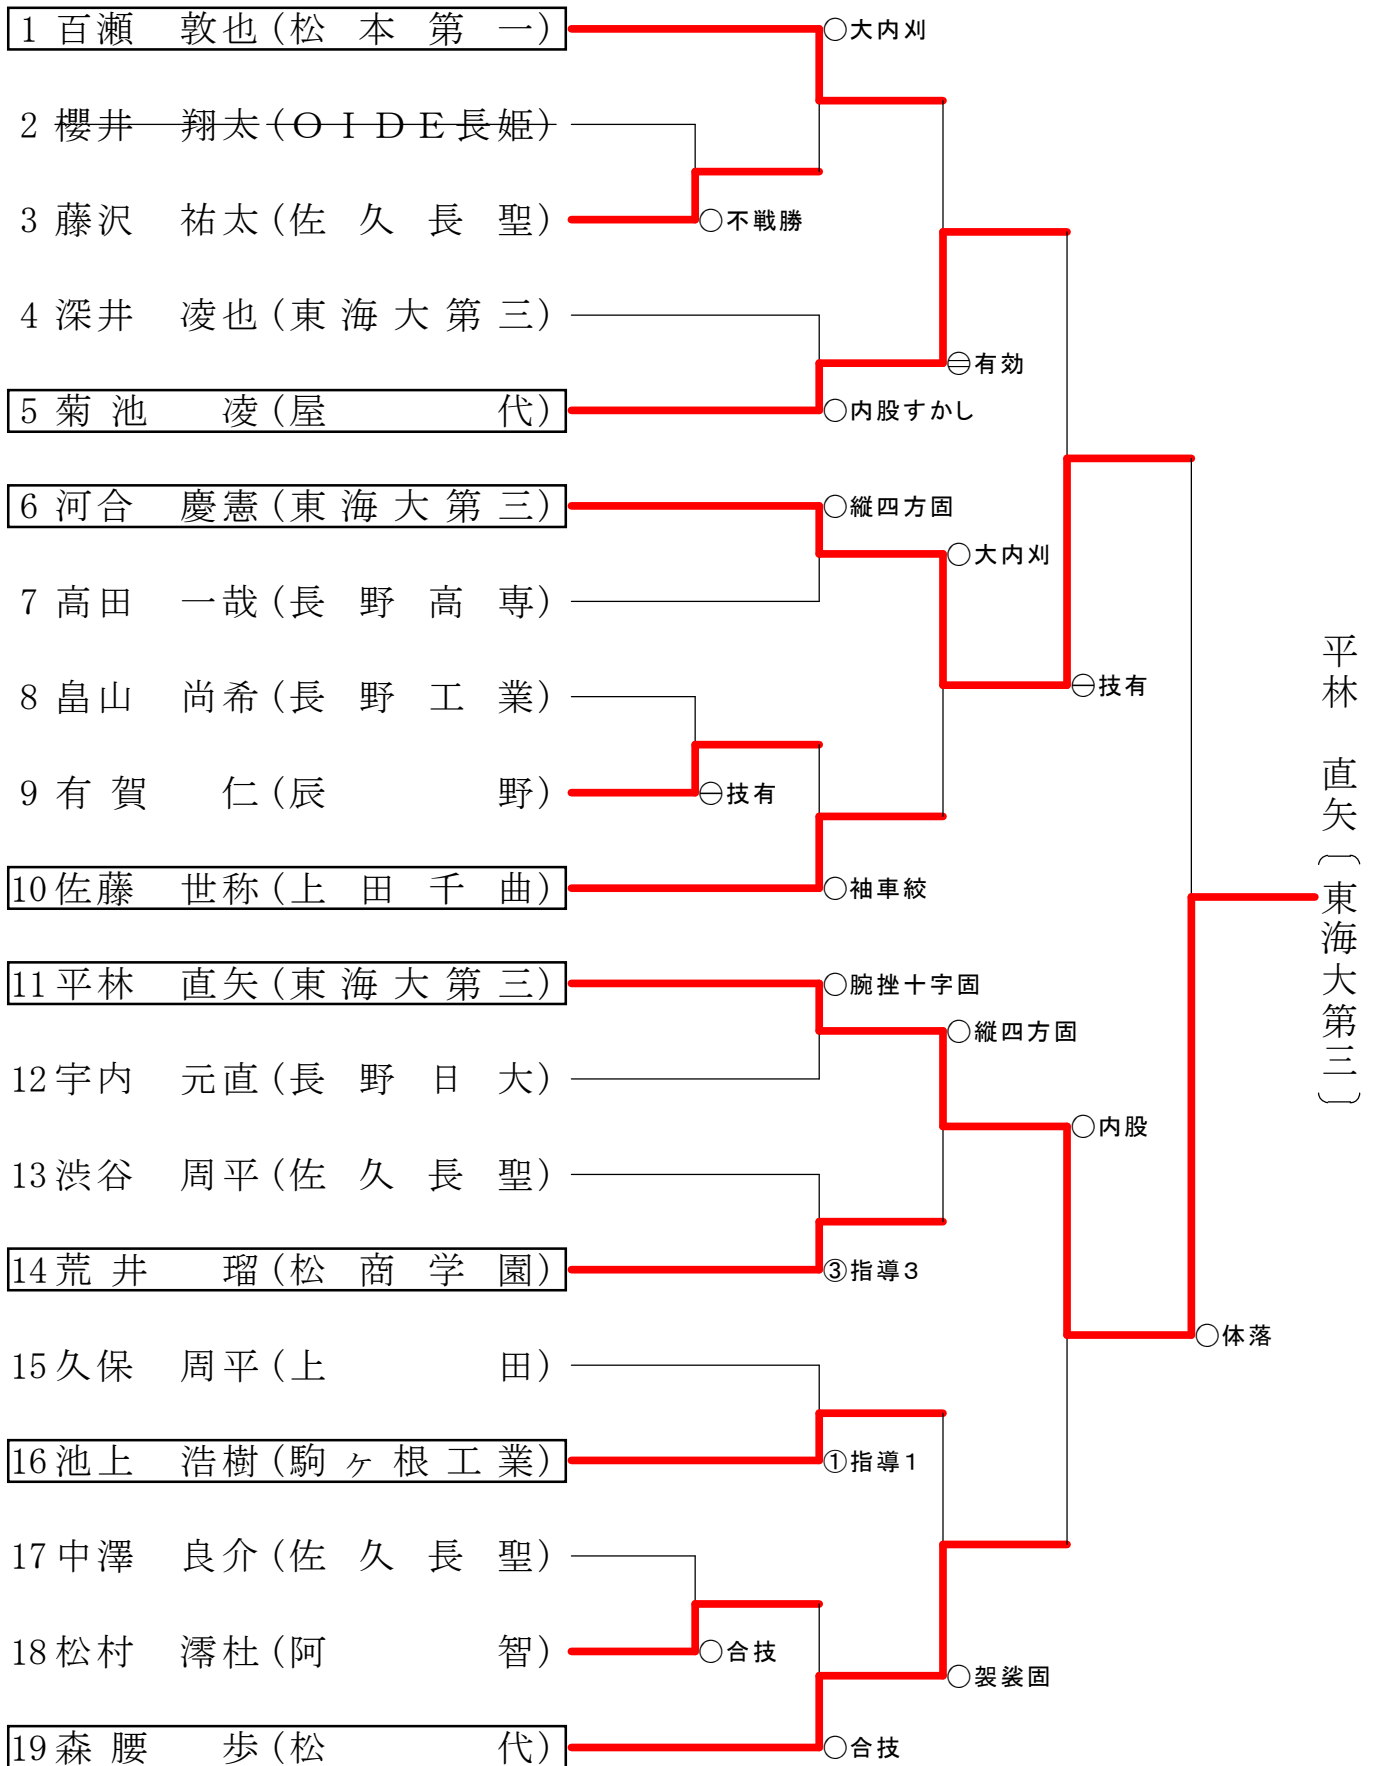 1 百瀬 敦也(松本第一)
○大内刈
2 櫻井 翔太(OIDE長姫)
3 藤沢 祐太(佐久長聖)
○不戦勝
4 深井 凌也(東海大第三)
㊁有効
5 菊池 凌(屋代)
○内股すかし
6 河合 慶憲(東海大第三)
○縦四方固
○大内刈
7 高田 一哉(長野高専)
8 畠山 尚希(長野工業)
㊀技有
9 有賀 仁(辰野)
㊀技有
10 佐藤 世称(上田千曲)
○袖車絞
平林 直矢(東海大第三)
11 平林 直矢(東海大第三)
○腕挫十字固
○縦四方固
12 宇内 元直(長野日大)
○内股
13 渋谷 周平(佐久長聖)
14 荒井 瑠(松商学園)
③指導3
○体落
15 久保 周平(上田)
16 池上 浩樹(駒ヶ根工業)
①指導1
17 中澤 良介(佐久長聖)
18 松村 澪杜(阿智)
○合技
○袈裟固
19 森腰 歩(松代)
○合技